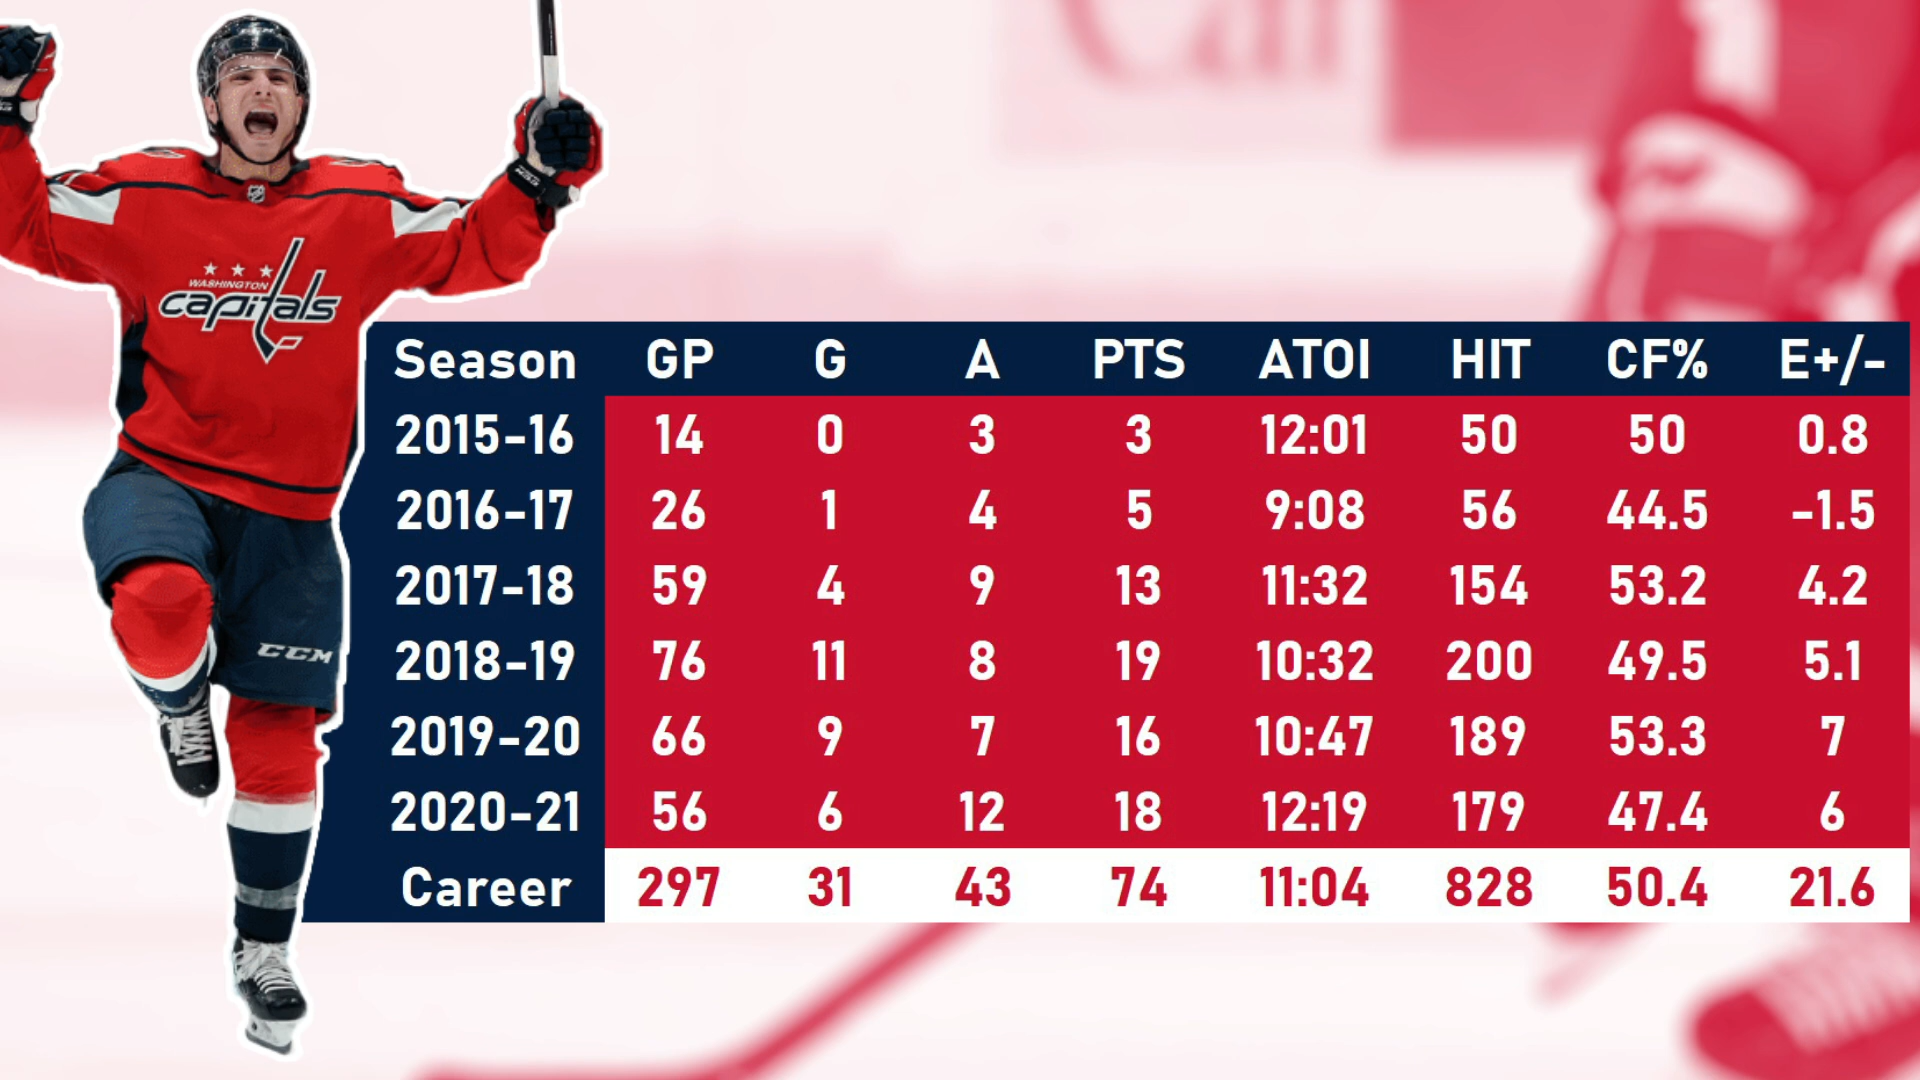 WASHINGTON
capitals
CCM
Season GP G A PTS ATOI HIT CF% E+/-
2015-16 14 0 3 3 12:01 50 50 0.8
2016-17 26 1 4 5 9:08 56 44.5 -1.5
2017-18 59 4 9 13 11:32 154 53.2 4.2
2018-19 76 11 8 19 10:32 200 49.5 5.1
2019-20 66 9 7 16 10:47 189 53.3 7
2020-21 56 6 12 18 12:19 179 47.4 6
Career 297 31 43 74 11:04 828 50.4 21.6